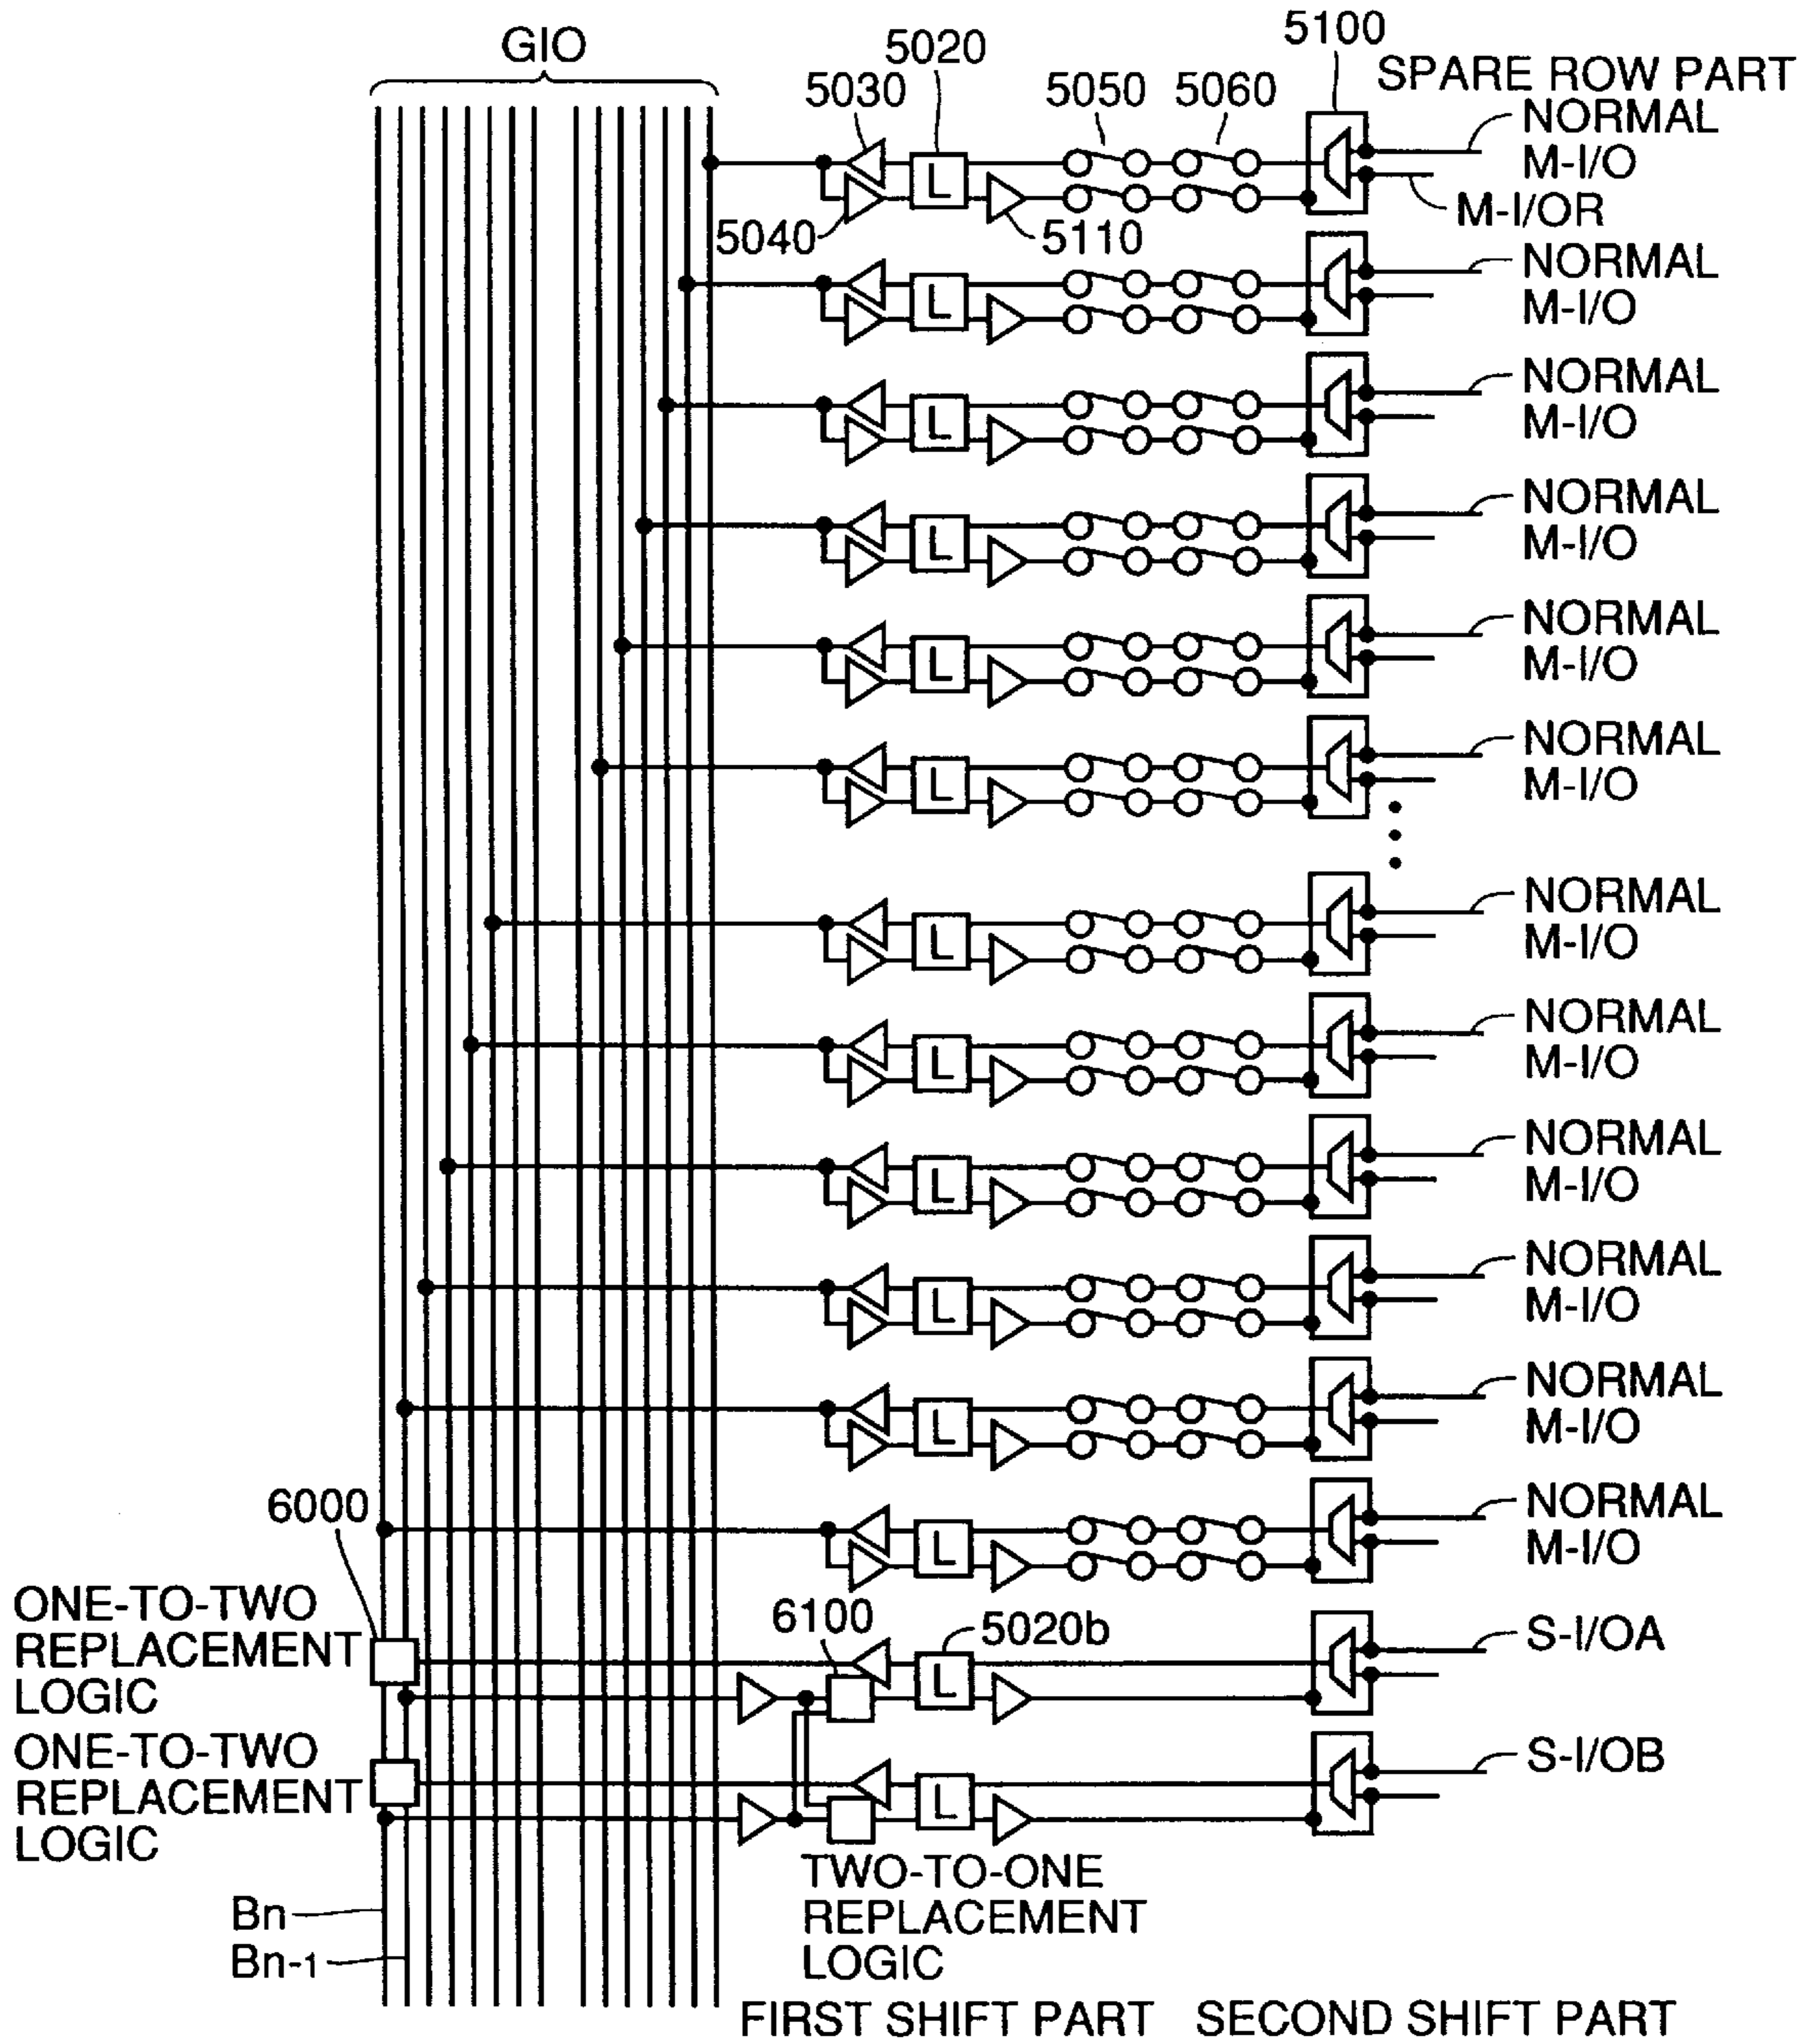 GIO
5020
5100
5030
5050
5060
SPARE ROW PART
NORMAL
M-I/O
L
M-I/OR
5040
5110
NORMAL
M-I/O
L
NORMAL
M-I/O
L
NORMAL
M-I/O
L
NORMAL
M-I/O
L
NORMAL
M-I/O
L
NORMAL
M-I/O
L
NORMAL
M-I/O
L
NORMAL
M-I/O
L
NORMAL
M-I/O
L
NORMAL
M-I/O
L
6000
NORMAL
M-I/O
L
ONE-TO-TWO
REPLACEMENT
LOGIC
6100
5020b
L
S-I/OA
ONE-TO-TWO
REPLACEMENT
LOGIC
L
S-I/OB
TWO-TO-ONE
REPLACEMENT
LOGIC
Bn
Bn-1
FIRST SHIFT PART
SECOND SHIFT PART